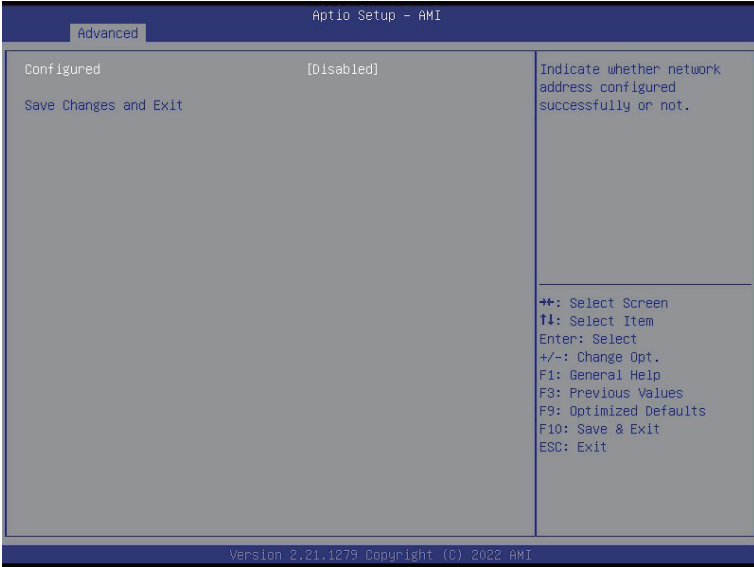 Aptio Setup – AMI
Advanced
Configured [Disabled]
Save Changes and Exit
Indicate whether network
address configured
successfully or not.
→←: Select Screen
↑↓: Select Item
Enter: Select
+/-: Change Opt.
F1: General Help
F3: Previous Values
F9: Optimized Defaults
F10: Save & Exit
ESC: Exit
Version 2.21.1279 Copyright (C) 2022 AMI